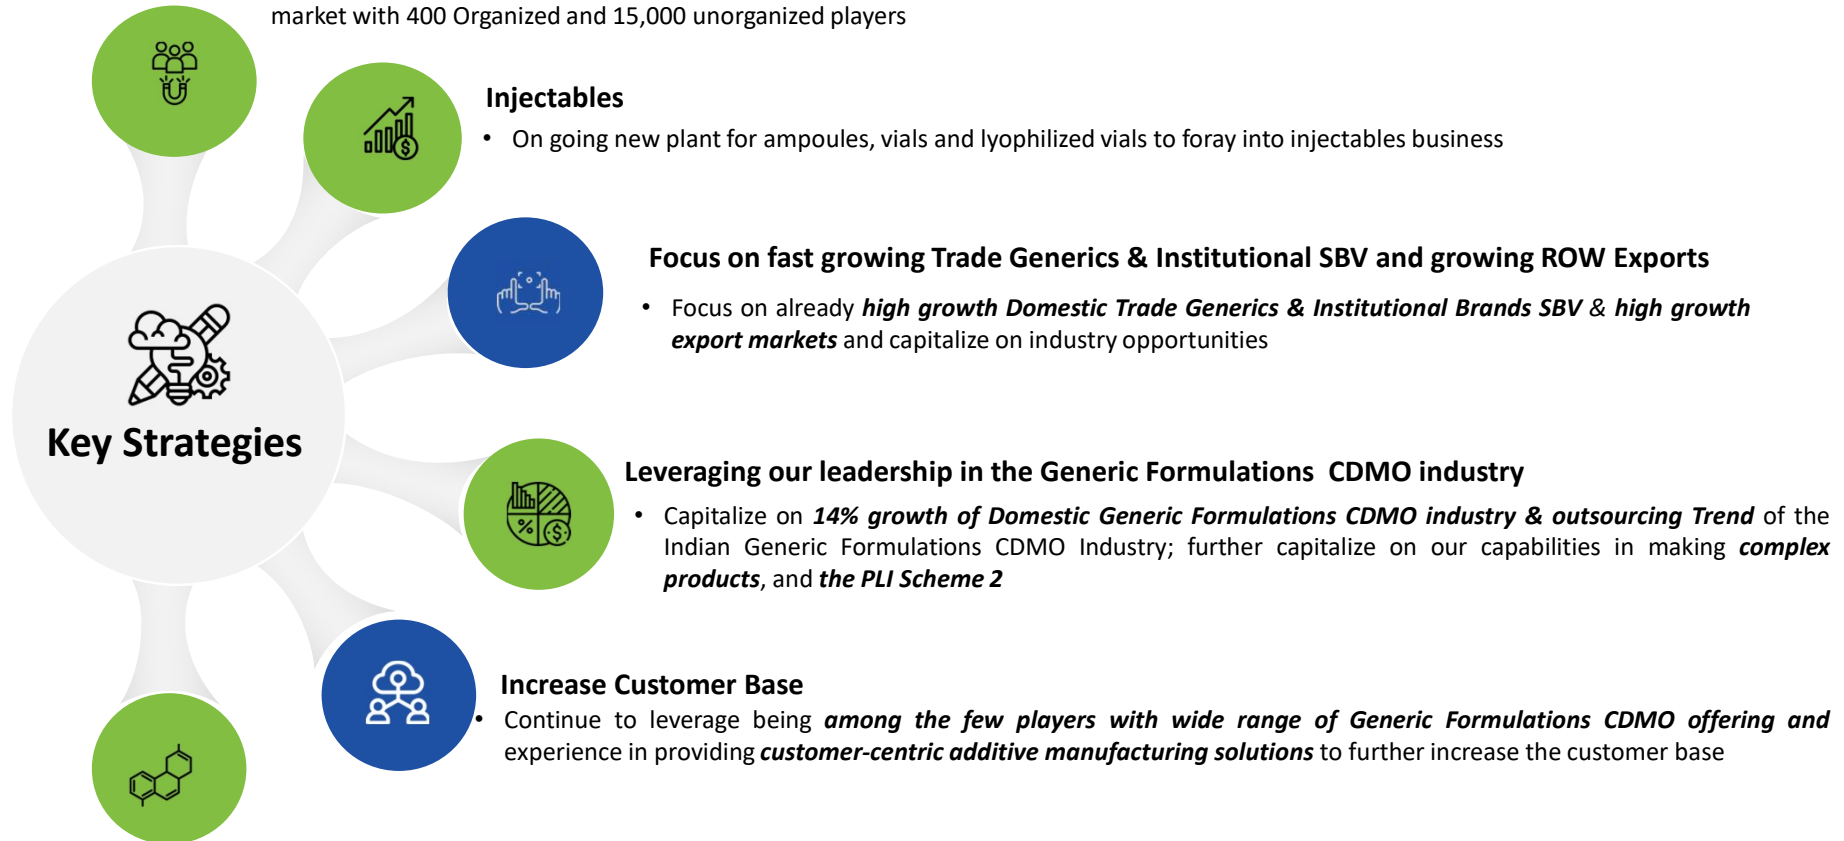 market with 400 Organized and 15,000 unorganized players
Injectables
• On going new plant for ampoules, vials and lyophilized vials to foray into injectables business
Focus on fast growing Trade Generics & Institutional SBV and growing ROW Exports
• Focus on already high growth Domestic Trade Generics & Institutional Brands SBV & high growth
export markets and capitalize on industry opportunities
Key Strategies
Leveraging our leadership in the Generic Formulations CDMO industry
• Capitalize on 14% growth of Domestic Generic Formulations CDMO industry & outsourcing Trend of the
Indian Generic Formulations CDMO Industry; further capitalize on our capabilities in making complex
products, and the PLI Scheme 2
Increase Customer Base
• Continue to leverage being among the few players with wide range of Generic Formulations CDMO offering and
experience in providing customer-centric additive manufacturing solutions to further increase the customer base